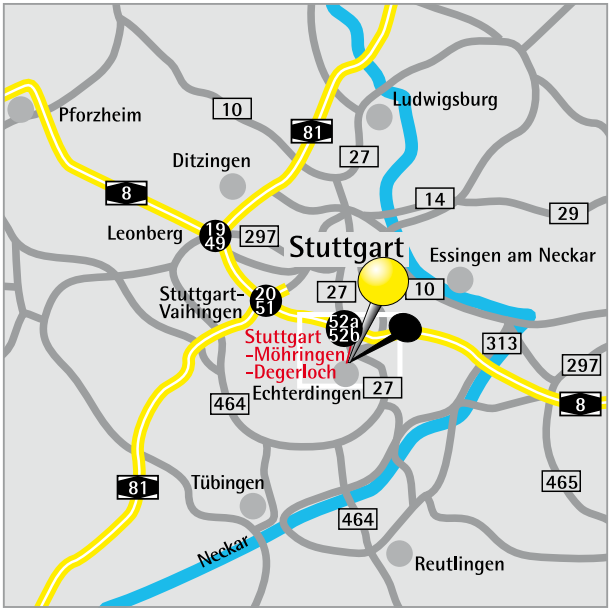 Pforzheim
10
Ludwigsburg
81
27
Ditzingen
8
14
29
Leonberg
19
49
297
Stuttgart
Essingen am Neckar
Stuttgart-
Vaihingen
20
51
27
10
52a
52b
Stuttgart
-Möhringen
-Degerloch
313
297
Echterdingen
27
464
8
81
Tübingen
465
464
Neckar
Reutlingen